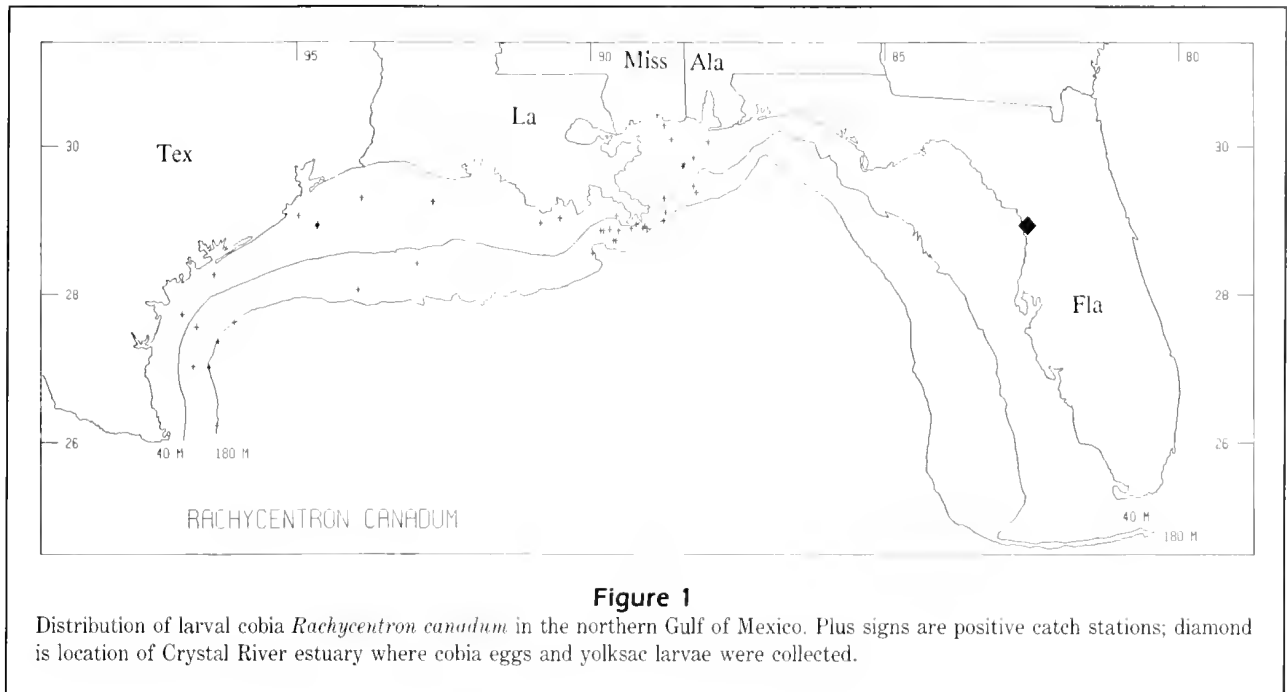 95 90 Miss Ala 85 80
La
30 Tex 30
28 Fla 28
26 26
40 M 180 M
40 M
180 M
RACHYCENTRON CANADUM
Figure 1
Distribution of larval cobia Rachycentron canadum in the northern Gulf of Mexico. Plus signs are positive catch stations; diamond
is location of Crystal River estuary where cobia eggs and yolksac larvae were collected.